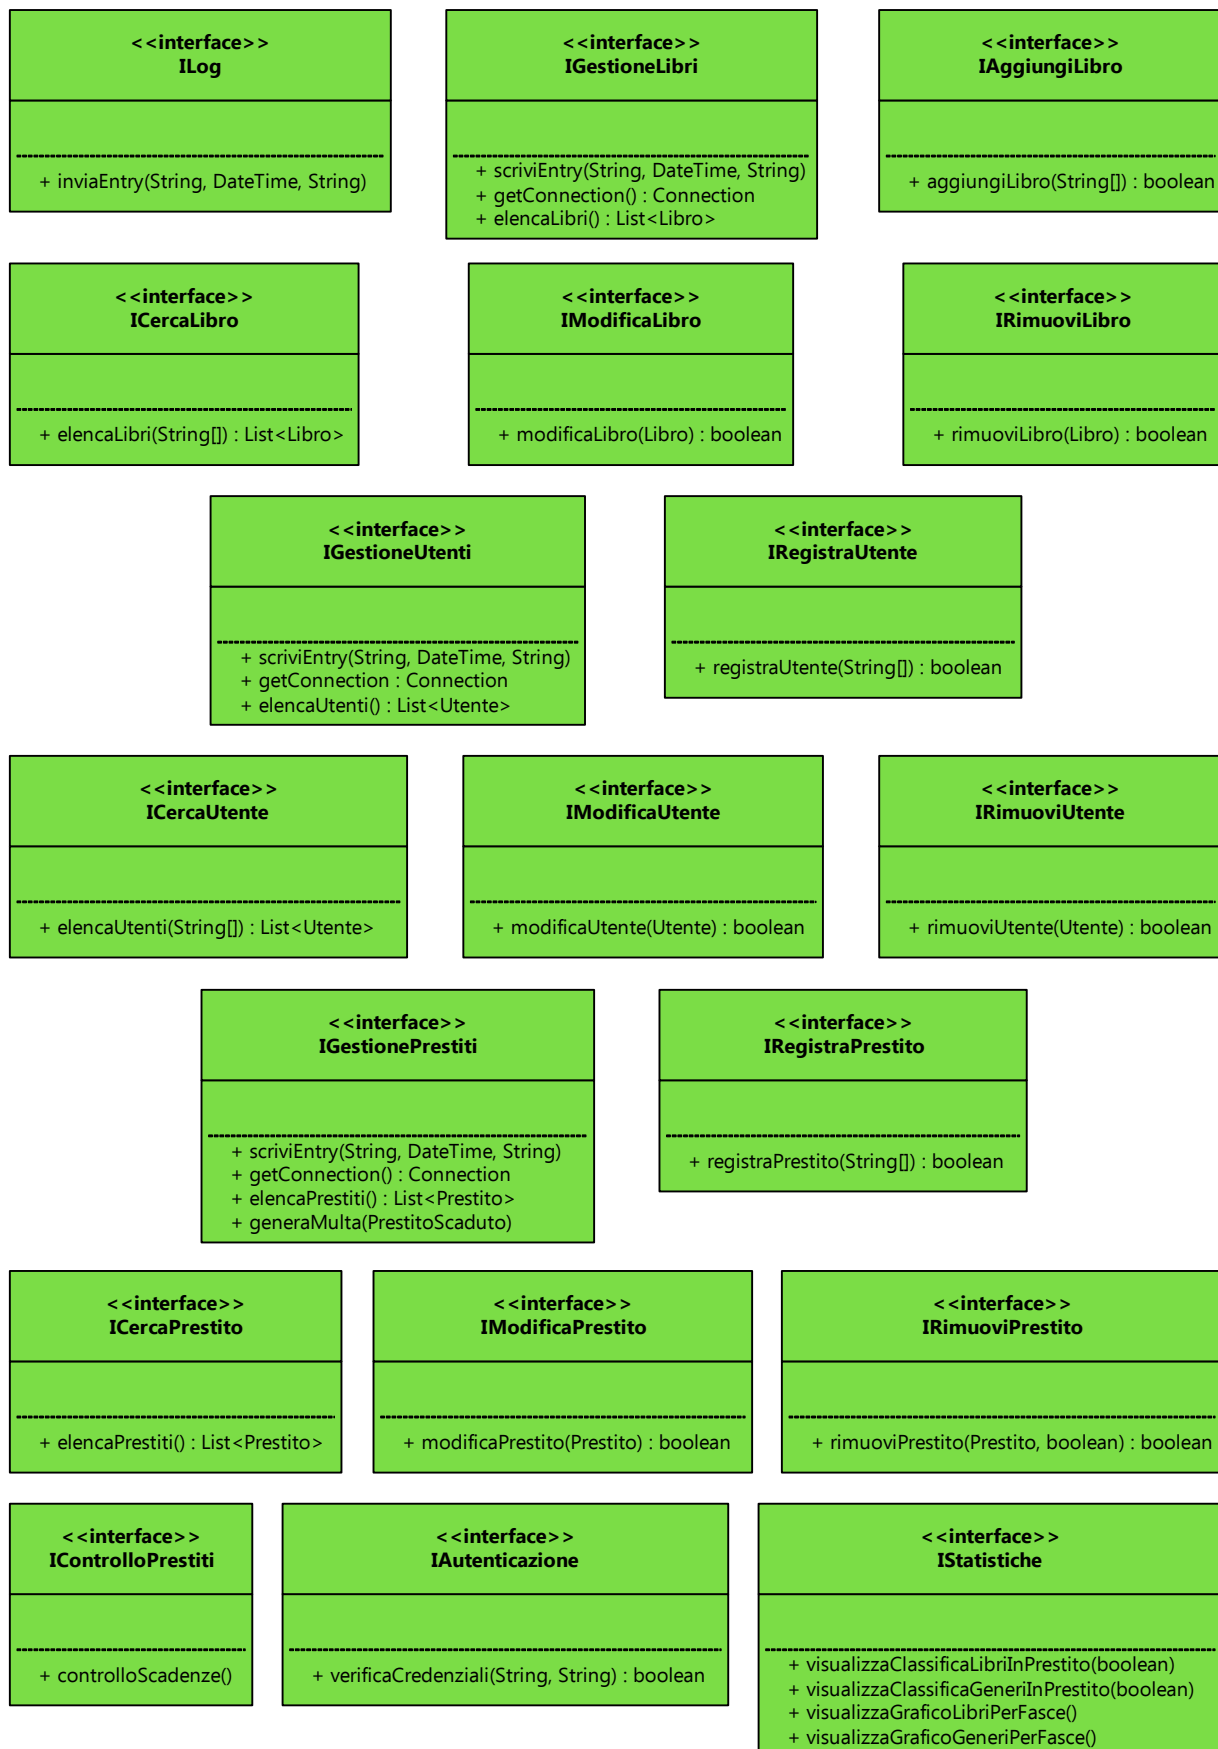 <<interface>>
ILog
+ inviaEntry(String, DateTime, String)
<<interface>>
IGestioneLibri
+ scriviEntry(String, DateTime, String)
+ getConnection() : Connection
+ elencaLibri() : List<Libro>
<<interface>>
IAggiungiLibro
+ aggiungiLibro(String[]) : boolean
<<interface>>
ICercaLibro
+ elencaLibri(String[]) : List<Libro>
<<interface>>
IModificaLibro
+ modificaLibro(Libro) : boolean
<<interface>>
IRimuoviLibro
+ rimuoviLibro(Libro) : boolean
<<interface>>
IGestioneUtenti
+ scriviEntry(String, DateTime, String)
+ getConnection : Connection
+ elencaUtenti() : List<Utente>
<<interface>>
IRegistraUtente
+ registraUtente(String[]) : boolean
<<interface>>
ICercaUtente
+ elencaUtenti(String[]) : List<Utente>
<<interface>>
IModificaUtente
+ modificaUtente(Utente) : boolean
<<interface>>
IRimuoviUtente
+ rimuoviUtente(Utente) : boolean
<<interface>>
IGestionePrestiti
+ scriviEntry(String, DateTime, String)
+ getConnection() : Connection
+ elencaPrestiti() : List<Prestito>
+ generaMulta(PrestitoScaduto)
<<interface>>
IRegistraPrestito
+ registraPrestito(String[]) : boolean
<<interface>>
ICercaPrestito
+ elencaPrestiti() : List<Prestito>
<<interface>>
IModificaPrestito
+ modificaPrestito(Prestito) : boolean
<<interface>>
IRimuoviPrestito
+ rimuoviPrestito(Prestito, boolean) : boolean
<<interface>>
IControlloPrestiti
+ controlloScadenze()
<<interface>>
IAutenticazione
+ verificaCredenziali(String, String) : boolean
<<interface>>
IStatistiche
+ visualizzaClassificaLibriInPrestito(boolean)
+ visualizzaClassificaGeneriInPrestito(boolean)
+ visualizzaGraficoLibriPerFasce()
+ visualizzaGraficoGeneriPerFasce()